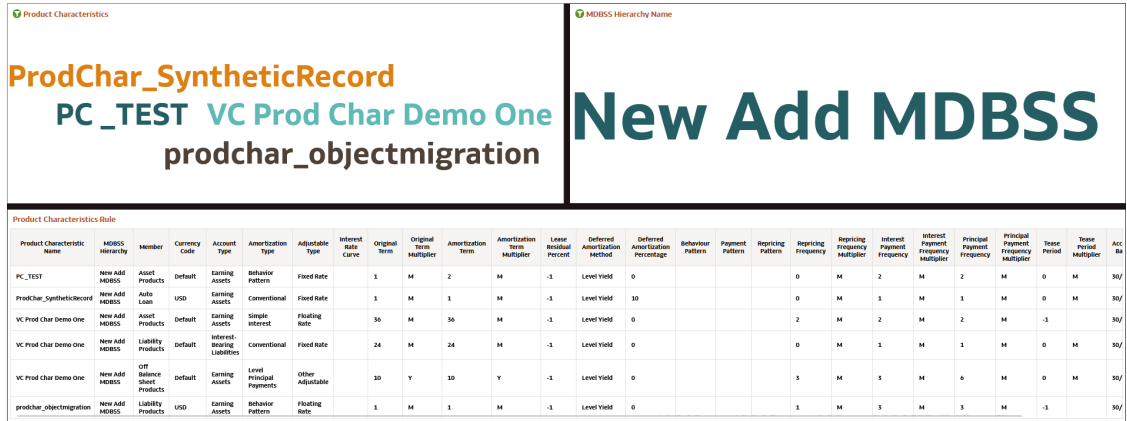 Product Characteristics
MDBSS Hierarchy Name
ProdChar_SyntheticRecord
PC _TEST VC Prod Char Demo One
prodchar_objectmigration
New Add MDBSS
Product Characteristics Rule
Product Characteristic Name MDBSS Hierarchy Member Currency Code Account Type Amortization Type Adjustable Type Interest Rate Curve Original Term Original Term Multiplier Amortization Term Amortization Term Multiplier Lease Residual Percent Deferred Amortization Method Deferred Amortization Percentage Behaviour Pattern Payment Pattern Repricing Pattern Repricing Frequency Repricing Frequency Multiplier Interest Payment Frequency Interest Payment Frequency Multiplier Principal Payment Frequency Principal Payment Frequency Multiplier Tease Period Tease Period Multiplier Acc Ba
PC _TEST New Add MDBSS Asset Products Default Earning Assets Behavior Pattern Fixed Rate 1 M 2 M -1 Level Yield 0 0 M 2 M 2 M 0 M 30/
ProdChar_SyntheticRecord New Add MDBSS Auto Loan USD Earning Assets Conventional Fixed Rate 1 M 1 M -1 Level Yield 10 0 M 1 M 1 M 0 M 30/
VC Prod Char Demo One New Add MDBSS Asset Products Default Earning Assets Simple Interest Floating Rate 36 M 36 M -1 Level Yield 0 2 M 2 M 2 M -1 30/
VC Prod Char Demo One New Add MDBSS Liability Products Default Interest-Bearing Liabilities Conventional Fixed Rate 24 M 24 M -1 Level Yield 0 0 M 1 M 1 M 0 M 30/
VC Prod Char Demo One New Add MDBSS Off Balance Sheet Products Default Earning Assets Level Principal Payments Other Adjustable 10 Y 10 Y -1 Level Yield 0 3 M 3 M 6 M 0 M 30/
prodchar_objectmigration New Add MDBSS Liability Products USD Earning Assets Behavior Pattern Floating Rate 1 M 1 M -1 Level Yield 0 1 M 3 M 3 M -1 30/